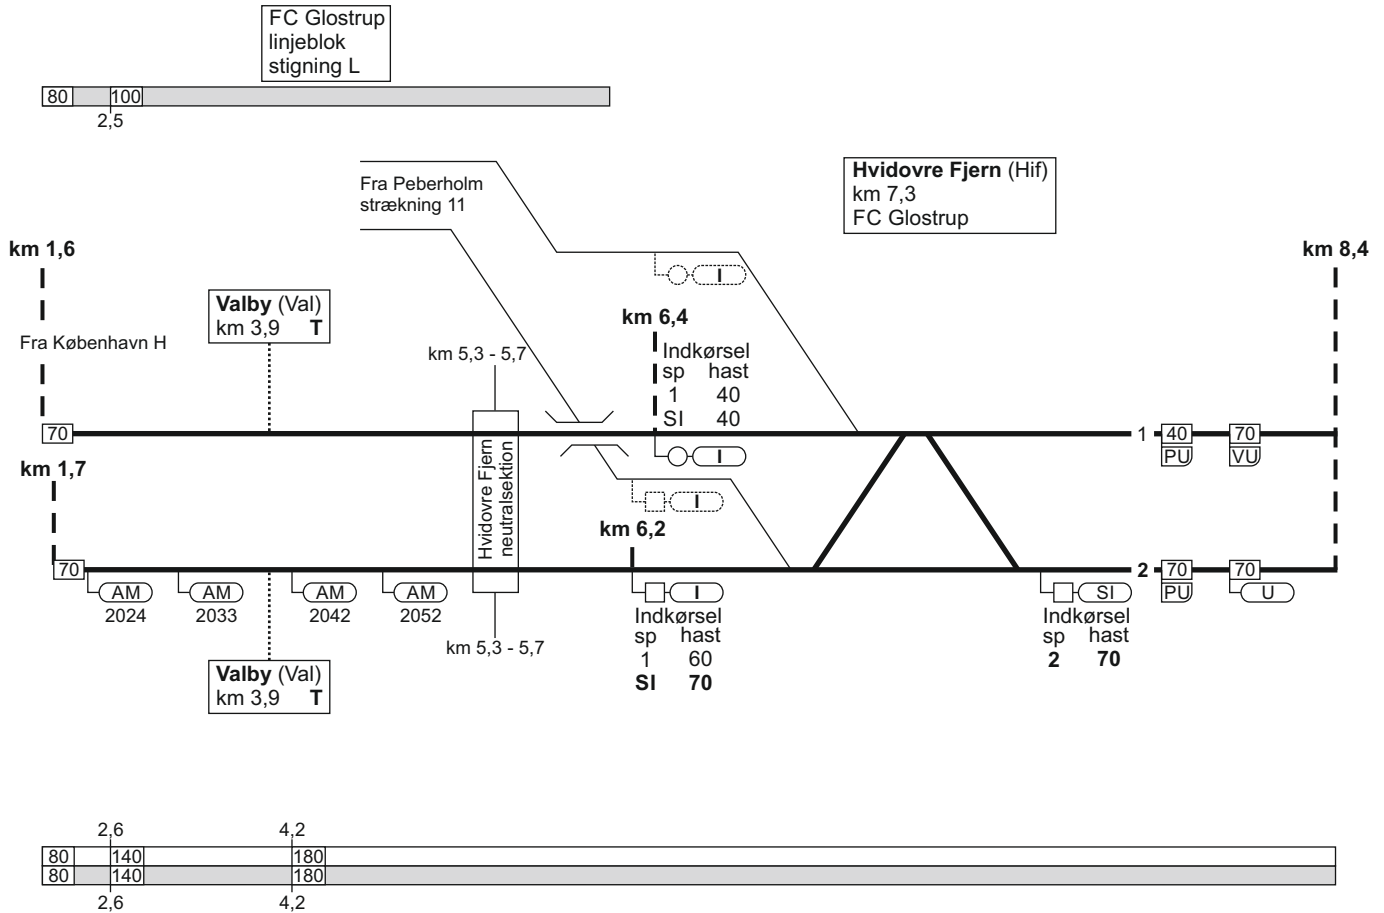 FC Glostrup
linjeblok
stigning L
80 100
2,5
Fra Peberholm
strækning 11
Hvidovre Fjern (Hif)
km 7,3
FC Glostrup
km 1,6
km 8,4
I
Valby (Val)
km 3,9 T
km 6,4
Fra København H
km 5,3 - 5,7
Indkørsel
sp hast
1 40
SI 40
70
1 40 70
PU VU
I
km 1,7
Hvidovre Fjern
neutralsektion
I
km 6,2
70
2 70 70
AM AM AM AM
2024 2033 2042 2052
I
SI
PU U
Indkørsel
sp hast
1 60
SI 70
Indkørsel
sp hast
2 70
km 5,3 - 5,7
Valby (Val)
km 3,9 T
2,6 4,2
80 140 180
80 140 180
2,6 4,2